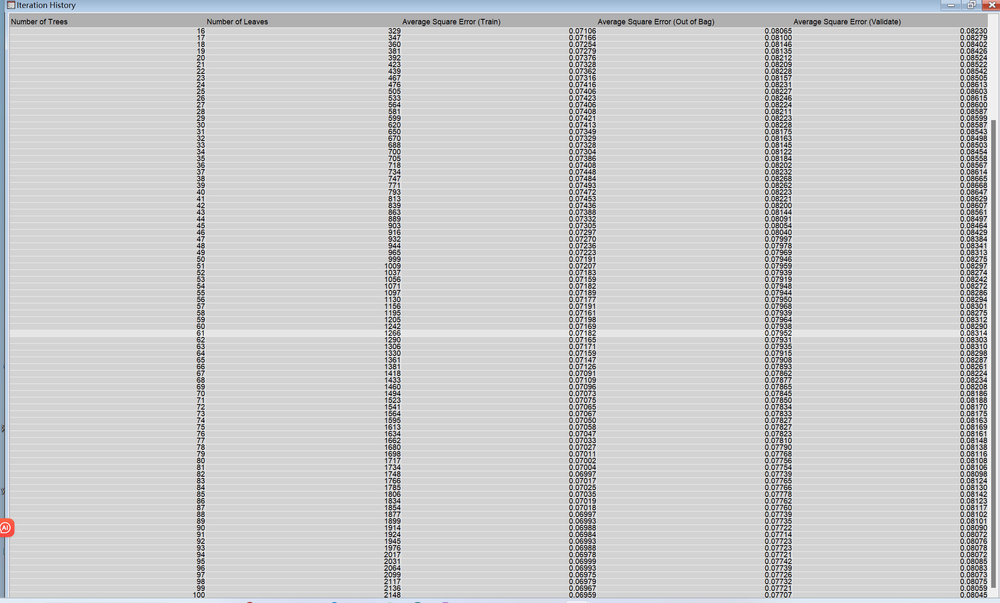 Iteration History
Number of Trees Number of Leaves Average Square Error (Train) Average Square Error (Out of Bag) Average Square Error (Validate)
16 329 0.07106 0.08065 0.08230
17 347 0.07166 0.08100 0.08279
18 360 0.07254 0.08146 0.08402
19 381 0.07279 0.08135 0.08426
20 392 0.07376 0.08212 0.08524
21 423 0.07328 0.08209 0.08522
22 439 0.07362 0.08228 0.08542
23 467 0.07316 0.08157 0.08505
24 476 0.07416 0.08231 0.08613
25 505 0.07406 0.08227 0.08603
26 533 0.07423 0.08246 0.08615
27 564 0.07406 0.08224 0.08600
28 581 0.07408 0.08211 0.08587
29 599 0.07421 0.08223 0.08599
30 620 0.07413 0.08228 0.08587
31 650 0.07349 0.08175 0.08543
32 670 0.07329 0.08163 0.08498
33 688 0.07328 0.08145 0.08503
34 700 0.07304 0.08122 0.08454
35 705 0.07386 0.08184 0.08558
36 718 0.07408 0.08202 0.08567
37 734 0.07448 0.08232 0.08614
38 747 0.07484 0.08268 0.08665
39 771 0.07493 0.08262 0.08668
40 793 0.07472 0.08223 0.08647
41 813 0.07453 0.08221 0.08629
42 839 0.07436 0.08200 0.08607
43 863 0.07388 0.08144 0.08561
44 889 0.07332 0.08091 0.08497
45 903 0.07305 0.08054 0.08464
46 916 0.07297 0.08040 0.08429
47 932 0.07270 0.07997 0.08384
48 944 0.07236 0.07978 0.08341
49 965 0.07223 0.07969 0.08313
50 999 0.07191 0.07946 0.08275
51 1009 0.07207 0.07959 0.08297
52 1037 0.07183 0.07939 0.08274
53 1056 0.07159 0.07919 0.08242
54 1071 0.07182 0.07948 0.08272
55 1097 0.07189 0.07944 0.08286
56 1130 0.07177 0.07950 0.08294
57 1156 0.07191 0.07968 0.08301
58 1195 0.07161 0.07939 0.08275
59 1205 0.07198 0.07964 0.08312
60 1242 0.07169 0.07938 0.08290
61 1266 0.07182 0.07952 0.08314
62 1290 0.07165 0.07931 0.08303
63 1306 0.07171 0.07935 0.08310
64 1330 0.07159 0.07915 0.08298
65 1361 0.07147 0.07908 0.08287
66 1381 0.07126 0.07893 0.08261
67 1418 0.07091 0.07862 0.08224
68 1433 0.07109 0.07877 0.08234
69 1460 0.07096 0.07865 0.08208
70 1494 0.07073 0.07845 0.08186
71 1523 0.07075 0.07850 0.08188
72 1541 0.07065 0.07834 0.08170
73 1564 0.07067 0.07833 0.08175
74 1595 0.07050 0.07827 0.08163
75 1613 0.07058 0.07827 0.08169
76 1634 0.07047 0.07823 0.08161
77 1662 0.07033 0.07810 0.08148
78 1680 0.07027 0.07790 0.08138
79 1698 0.07011 0.07768 0.08116
80 1717 0.07002 0.07756 0.08108
81 1734 0.07004 0.07754 0.08106
82 1748 0.06997 0.07739 0.08098
83 1766 0.07017 0.07765 0.08124
84 1785 0.07025 0.07766 0.08130
85 1806 0.07035 0.07778 0.08142
86 1834 0.07019 0.07762 0.08123
87 1854 0.07018 0.07760 0.08117
88 1877 0.06997 0.07739 0.08102
89 1899 0.06993 0.07735 0.08101
90 1914 0.06988 0.07722 0.08090
91 1924 0.06984 0.07714 0.08072
92 1945 0.06993 0.07723 0.08076
93 1976 0.06988 0.07723 0.08078
94 2017 0.06978 0.07721 0.08072
95 2031 0.06999 0.07742 0.08085
96 2064 0.06993 0.07739 0.08083
97 2099 0.06975 0.07726 0.08073
98 2117 0.06979 0.07732 0.08075
99 2136 0.06967 0.07721 0.08059
100 2148 0.06959 0.07707 0.08045
AI